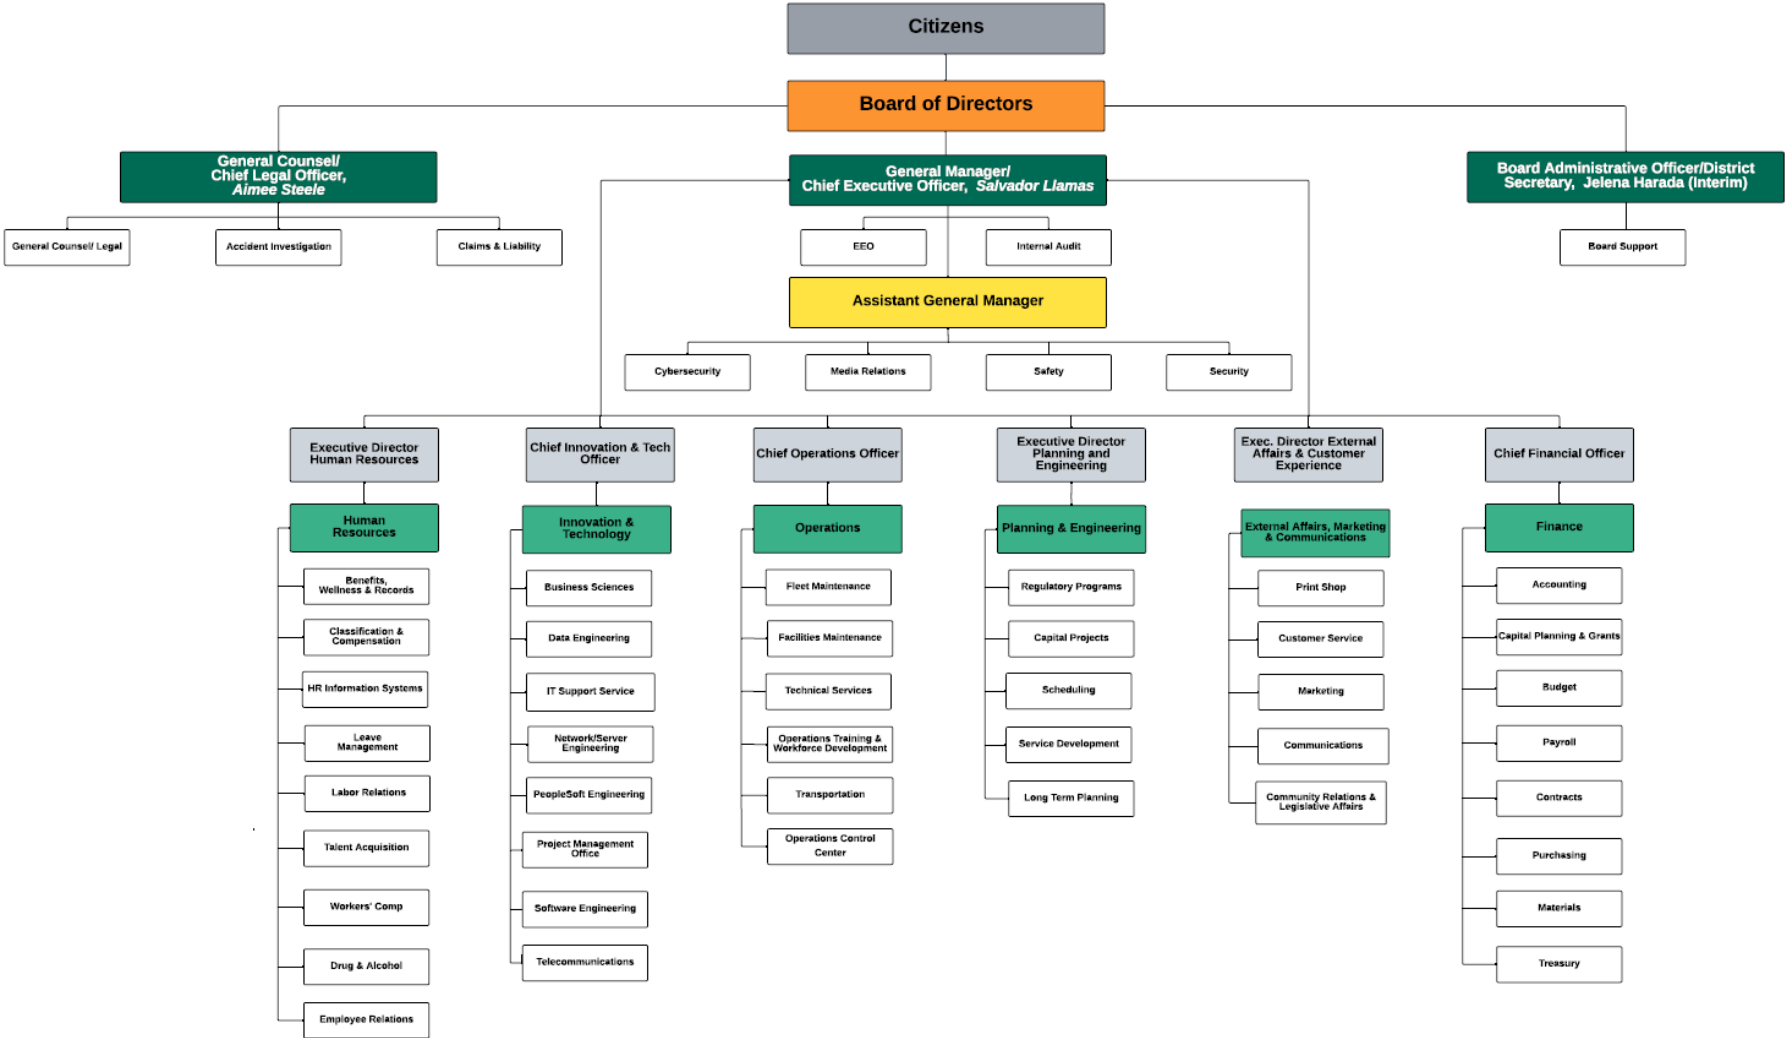 Citizens
Board of Directors
General Counsel/
Chief Legal Officer,
Aimee Steele
General Manager/
Chief Executive Officer, Salvador Llamas
Board Administrative Officer/District
Secretary, Jelena Harada (Interim)
General Counsel/ Legal
Accident Investigation
Claims & Liability
EEO
Internal Audit
Board Support
Assistant General Manager
Cybersecurity
Media Relations
Safety
Security
Executive Director
Human Resources
Chief Innovation & Tech
Officer
Chief Operations Officer
Executive Director
Planning and
Engineering
Exec. Director External
Affairs & Customer
Experience
Chief Financial Officer
Human
Resources
Benefits,
Wellness & Records
Classification &
Compensation
HR Information Systems
Leave
Management
Labor Relations
Talent Acquisition
Workers' Comp
Drug & Alcohol
Employee Relations
Innovation &
Technology
Business Sciences
Data Engineering
IT Support Service
Network/Server
Engineering
PeopleSoft Engineering
Project Management
Office
Software Engineering
Telecommunications
Operations
Fleet Maintenance
Facilities Maintenance
Technical Services
Operations Training &
Workforce Development
Transportation
Operations Control
Center
Planning & Engineering
Regulatory Programs
Capital Projects
Scheduling
Service Development
Long Term Planning
External Affairs, Marketing
& Communications
Print Shop
Customer Service
Marketing
Communications
Community Relations &
Legislative Affairs
Finance
Accounting
Capital Planning & Grants
Budget
Payroll
Contracts
Purchasing
Materials
Treasury